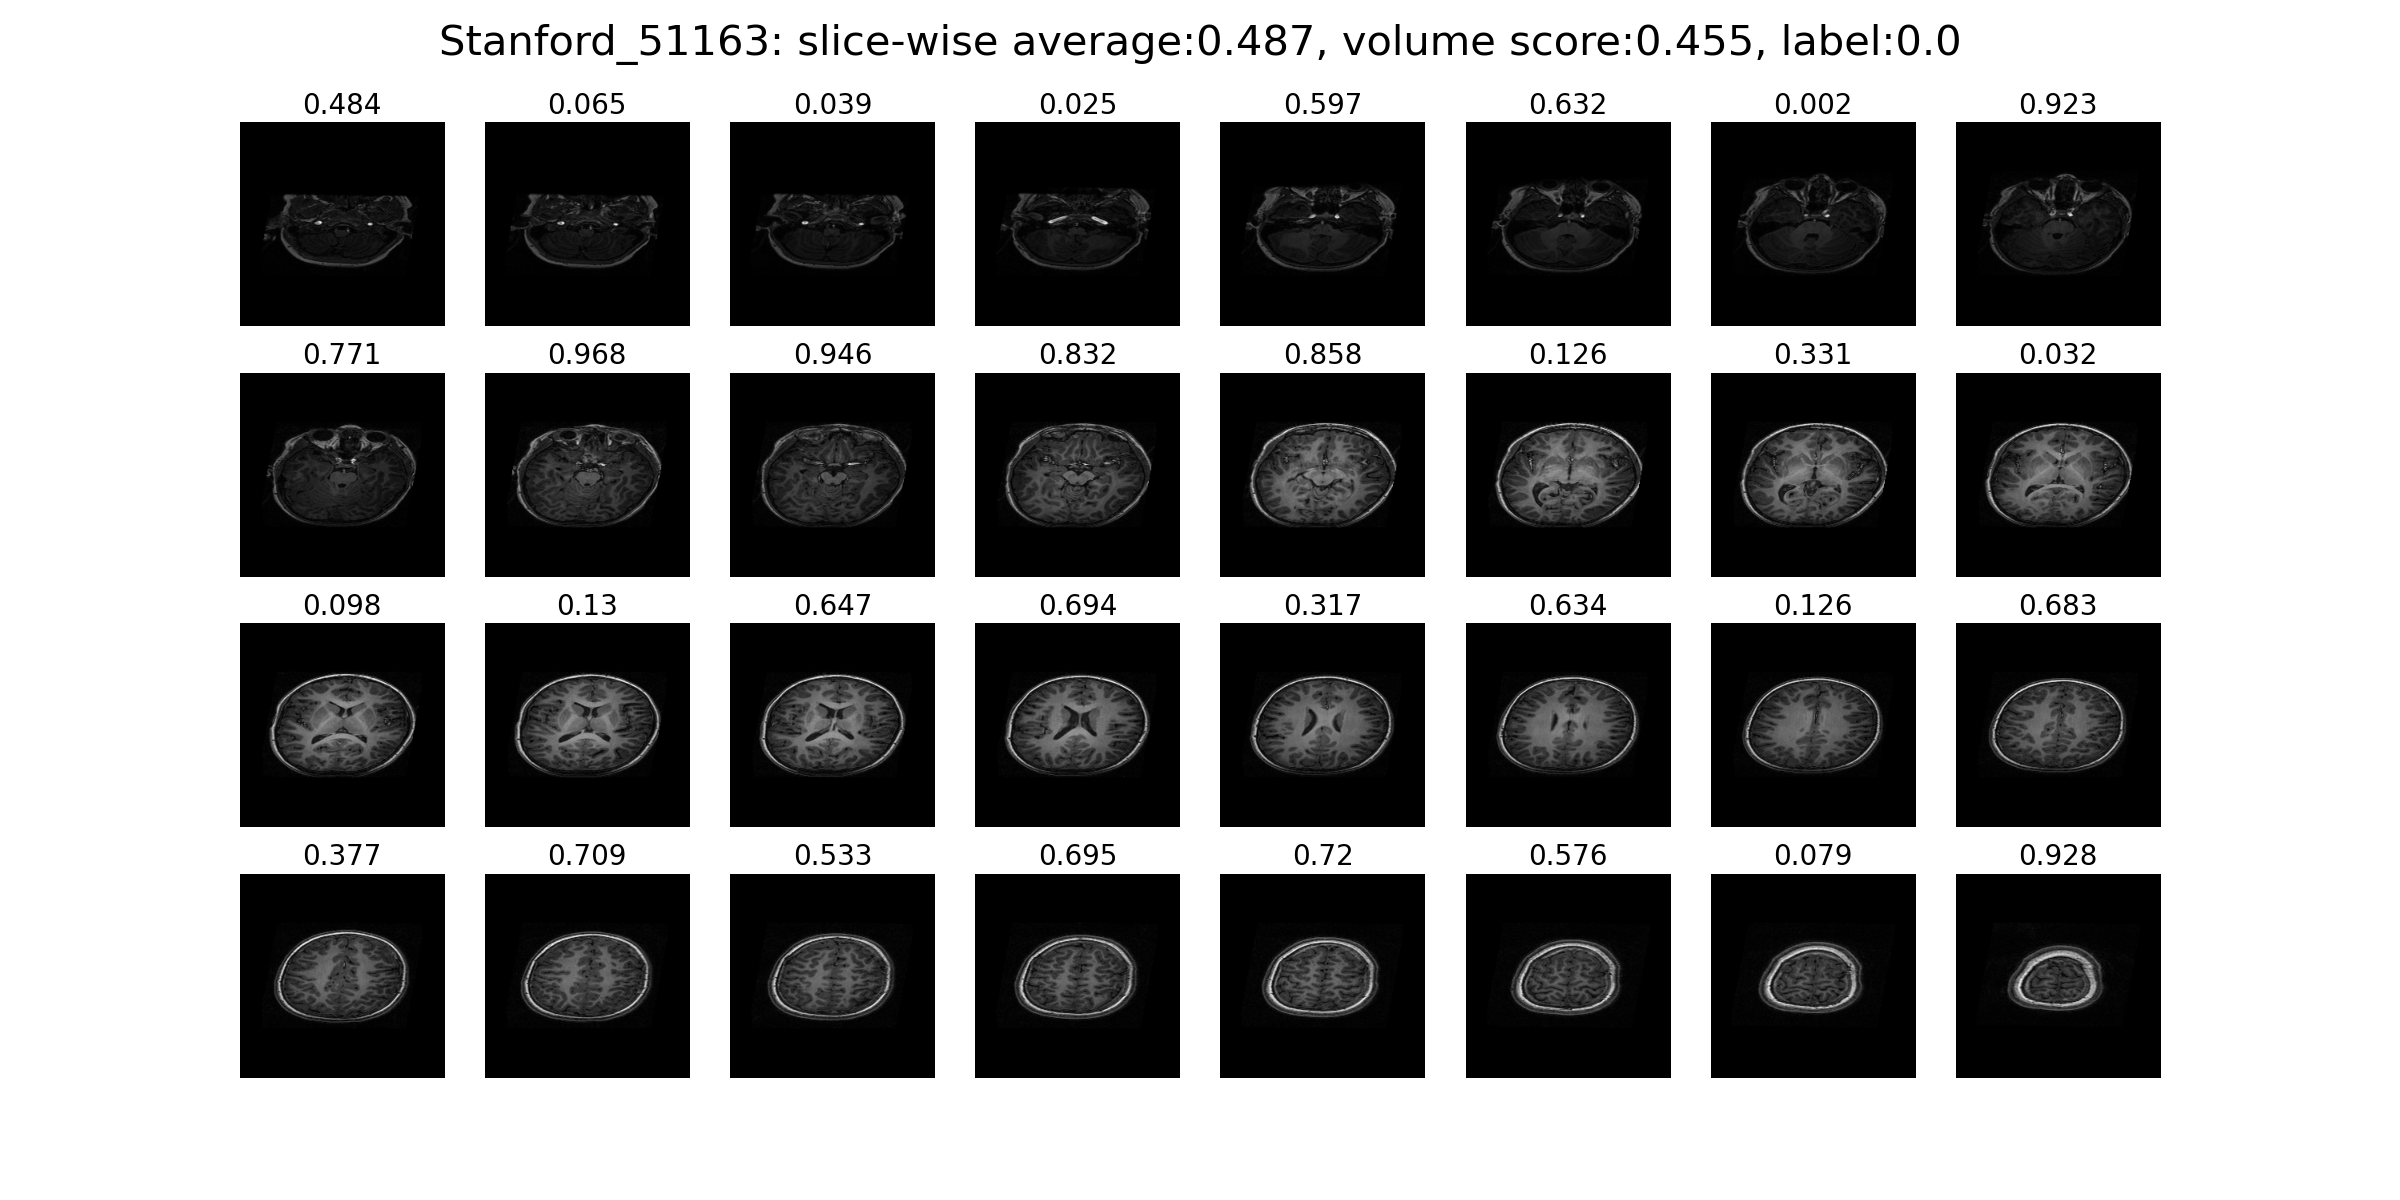 Stanford_51163: slice-wise average:0.487, volume score:0.455, label:0.0
0.484 0.065 0.039 0.025 0.597 0.632 0.002 0.923
0.771 0.968 0.946 0.832 0.858 0.126 0.331 0.032
0.098 0.13 0.647 0.694 0.317 0.634 0.126 0.683
0.377 0.709 0.533 0.695 0.72 0.576 0.079 0.928